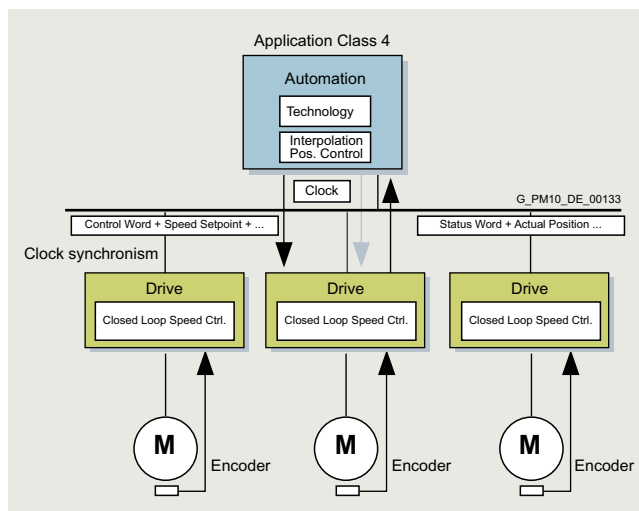 Application Class 4
Automation
Technology
Interpolation
Pos. Control
Clock
G_PM10_DE_00133
Control Word + Speed Setpoint + ...
Status Word + Actual Position ...
Clock synchronism
Drive
Closed Loop Speed Ctrl.
Drive
Closed Loop Speed Ctrl.
Drive
Closed Loop Speed Ctrl.
M
Encoder
M
Encoder
M
Encoder